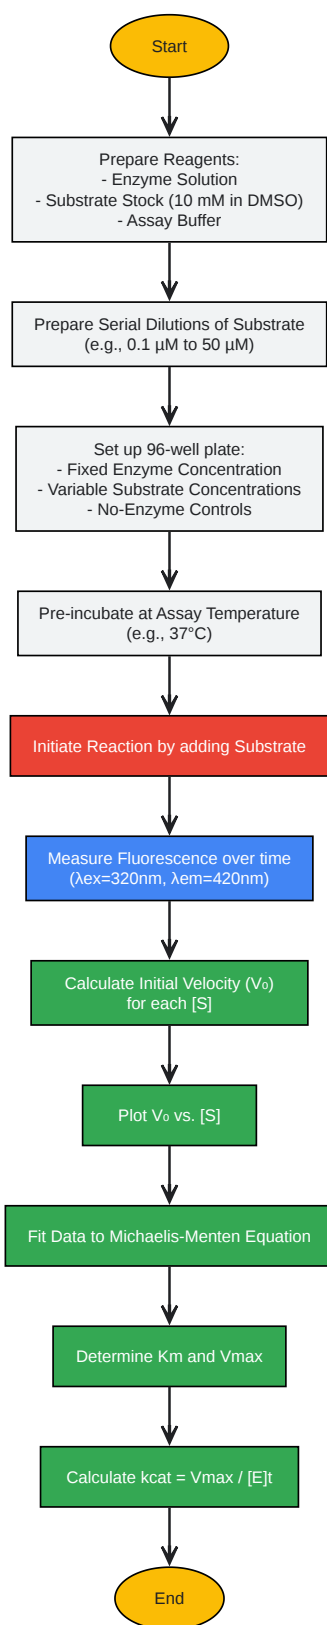 Start
Prepare Reagents:
- Enzyme Solution
- Substrate Stock (10 mM in DMSO)
- Assay Buffer
Prepare Serial Dilutions of Substrate
(e.g., 0.1 µM to 50 µM)
Set up 96-well plate:
- Fixed Enzyme Concentration
- Variable Substrate Concentrations
- No-Enzyme Controls
Pre-incubate at Assay Temperature
(e.g., 37°C)
Initiate Reaction by adding Substrate
Measure Fluorescence over time
(λex=320nm, λem=420nm)
Calculate Initial Velocity (V₀)
for each [S]
Plot V₀ vs. [S]
Fit Data to Michaelis-Menten Equation
Determine Km and Vmax
Calculate kcat = Vmax / [E]t
End